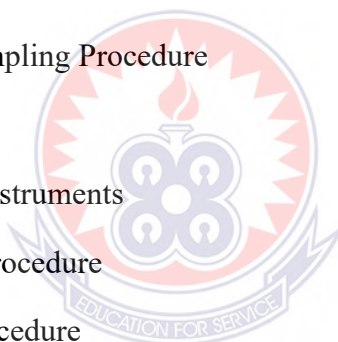 mpling Procedure
struments
rocedure
cedure
EDUCATION FOR SERVICE